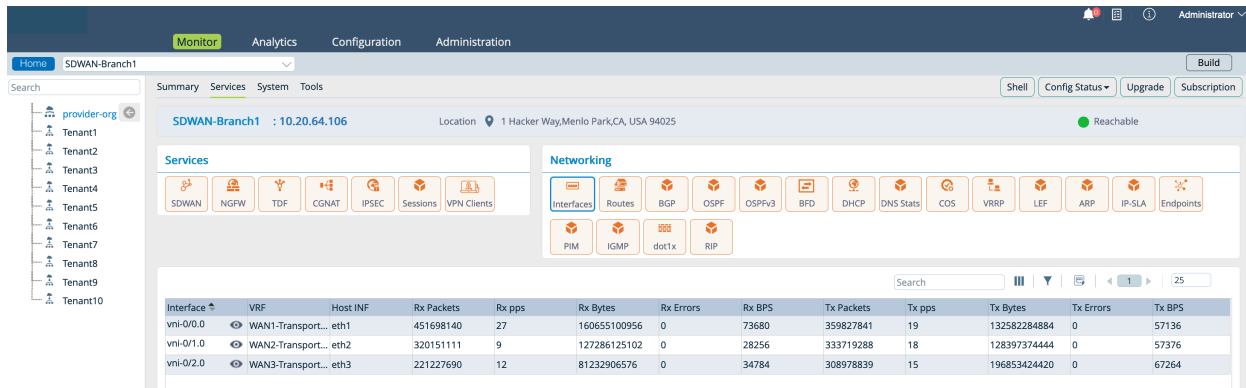 0
Administrator
Monitor Analytics Configuration Administration
Home SDWAN-Branch1 Build
Search Summary Services System Tools Shell Config Status Upgrade Subscription
provider-org
Tenant1
Tenant2
Tenant3
Tenant4
Tenant5
Tenant6
Tenant7
Tenant8
Tenant9
Tenant10
SDWAN-Branch1 : 10.20.64.106 Location 1 Hacker Way,Menlo Park,CA, USA 94025 Reachable
Services
SDWAN NGFW TDF CGNAT IPSEC Sessions VPN Clients
Networking
Interfaces Routes BGP OSPF OSPFv3 BFD DHCP DNS Stats COS VRRP LEF ARP IP-SLA Endpoints
PIM IGMP dot1x RIP
Search 1 25
Interface VRF Host INF Rx Packets Rx pps Rx Bytes Rx Errors Rx BPS Tx Packets Tx pps Tx Bytes Tx Errors Tx BPS
vni-0/0.0 WAN1-Transport... eth1 451698140 27 160655100956 0 73680 359827841 19 132582284884 0 57136
vni-0/1.0 WAN2-Transport... eth2 320151111 9 127286125102 0 28256 333719288 18 128397374444 0 57376
vni-0/2.0 WAN3-Transport... eth3 221227690 12 81232906576 0 34784 308978839 15 196853424420 0 67264